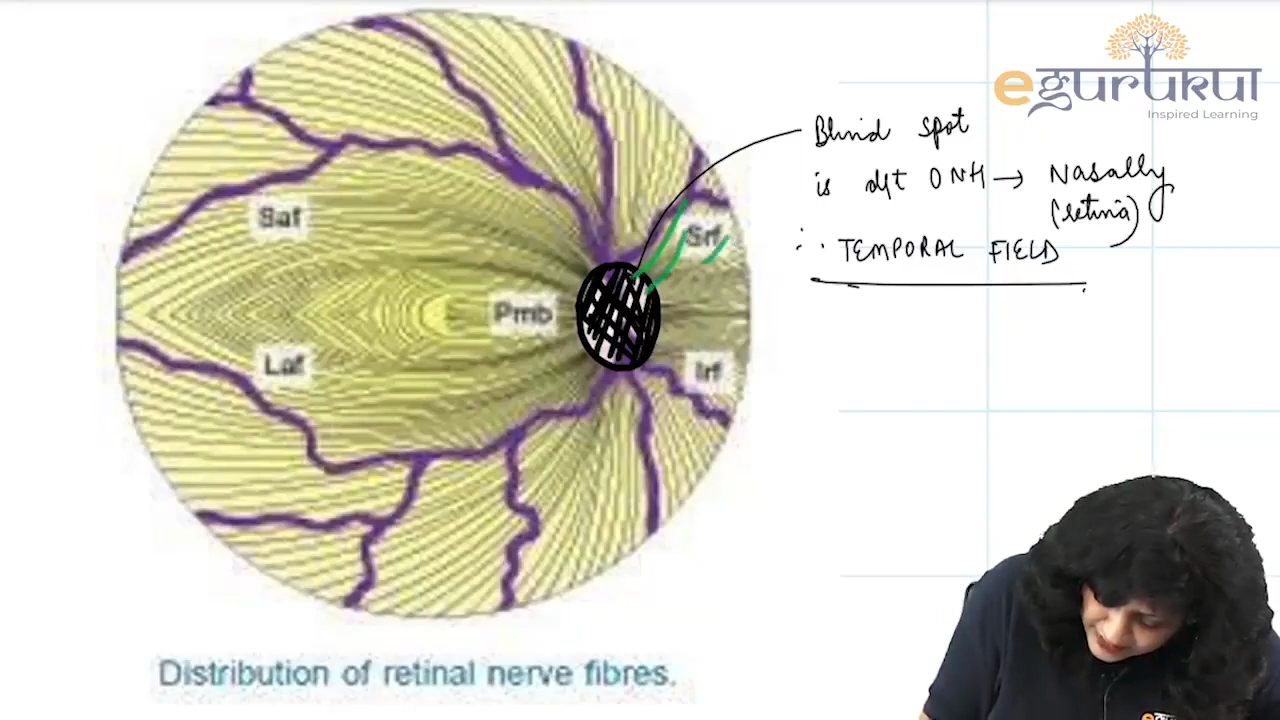 egurukul
Inspired Learning
Blind spot
is d/t ONH → Nasally
(retina)
∴ TEMPORAL FIELD
Saf
Srf
Pmb
Laf
Irf
Distribution of retinal nerve fibres.